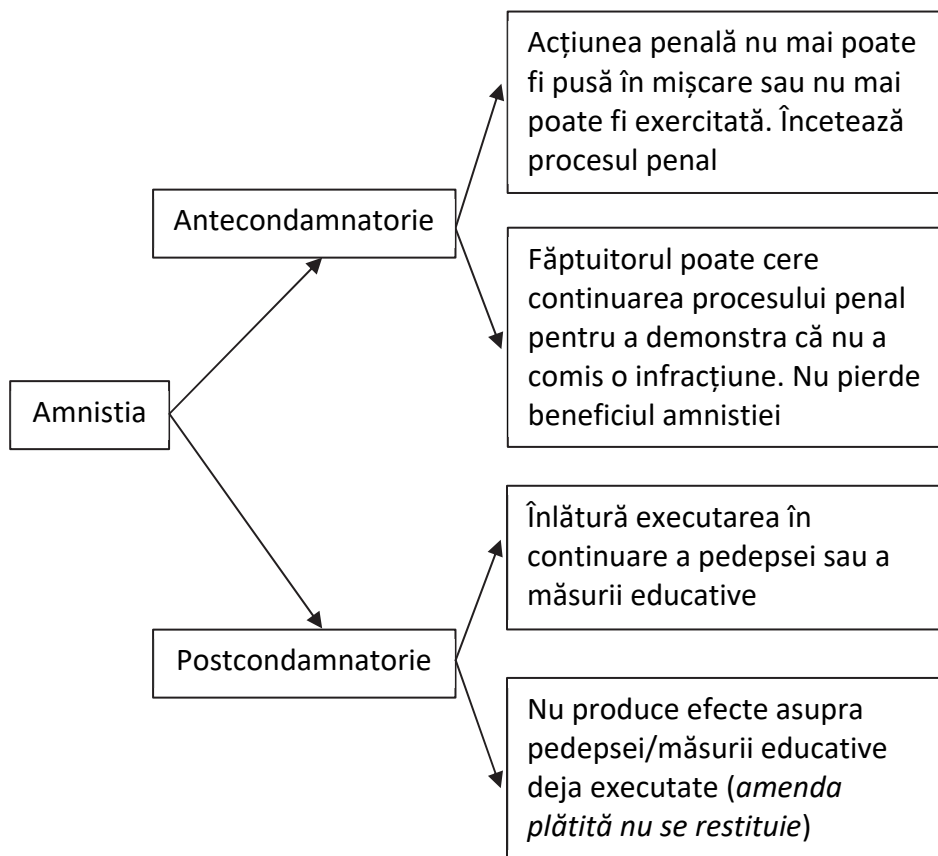 Acțiunea penală nu mai poate
fi pusă în mișcare sau nu mai
poate fi exercitată. Încetează
procesul penal
Antecondamnatorie
Făptuitorul poate cere
continuarea procesului penal
pentru a demonstra că nu a
comis o infracțiune. Nu pierde
beneficiul amnistiei
Amnistia
Înlătură executarea în
continuare a pedepsei sau a
măsurii educative
Postcondamnatorie
Nu produce efecte asupra
pedepsei/măsurii educative
deja executate (amenda
plătită nu se restituie)